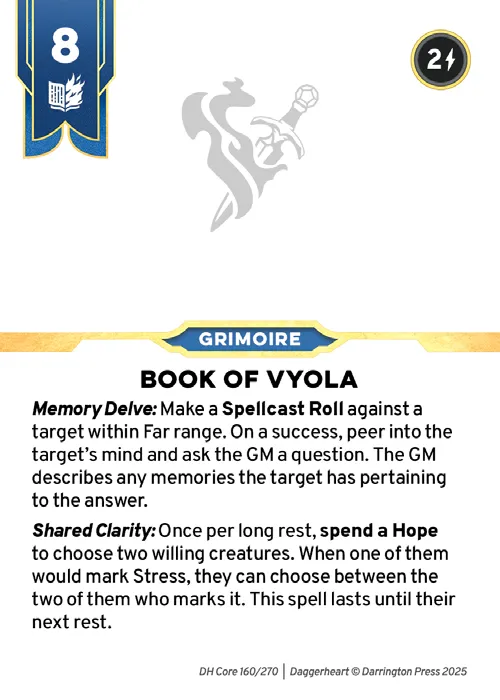 8
2
GRIMOIRE
BOOK OF VYOLA
Memory Delve: Make a Spellcast Roll against a
target within Far range. On a success, peer into the
target’s mind and ask the GM a question. The GM
describes any memories the target has pertaining
to the answer.
Shared Clarity: Once per long rest, spend a Hope
to choose two willing creatures. When one of them
would mark Stress, they can choose between the
two of them who marks it. This spell lasts until their
next rest.
DH Core 160/270 | Daggerheart © Darrington Press 2025